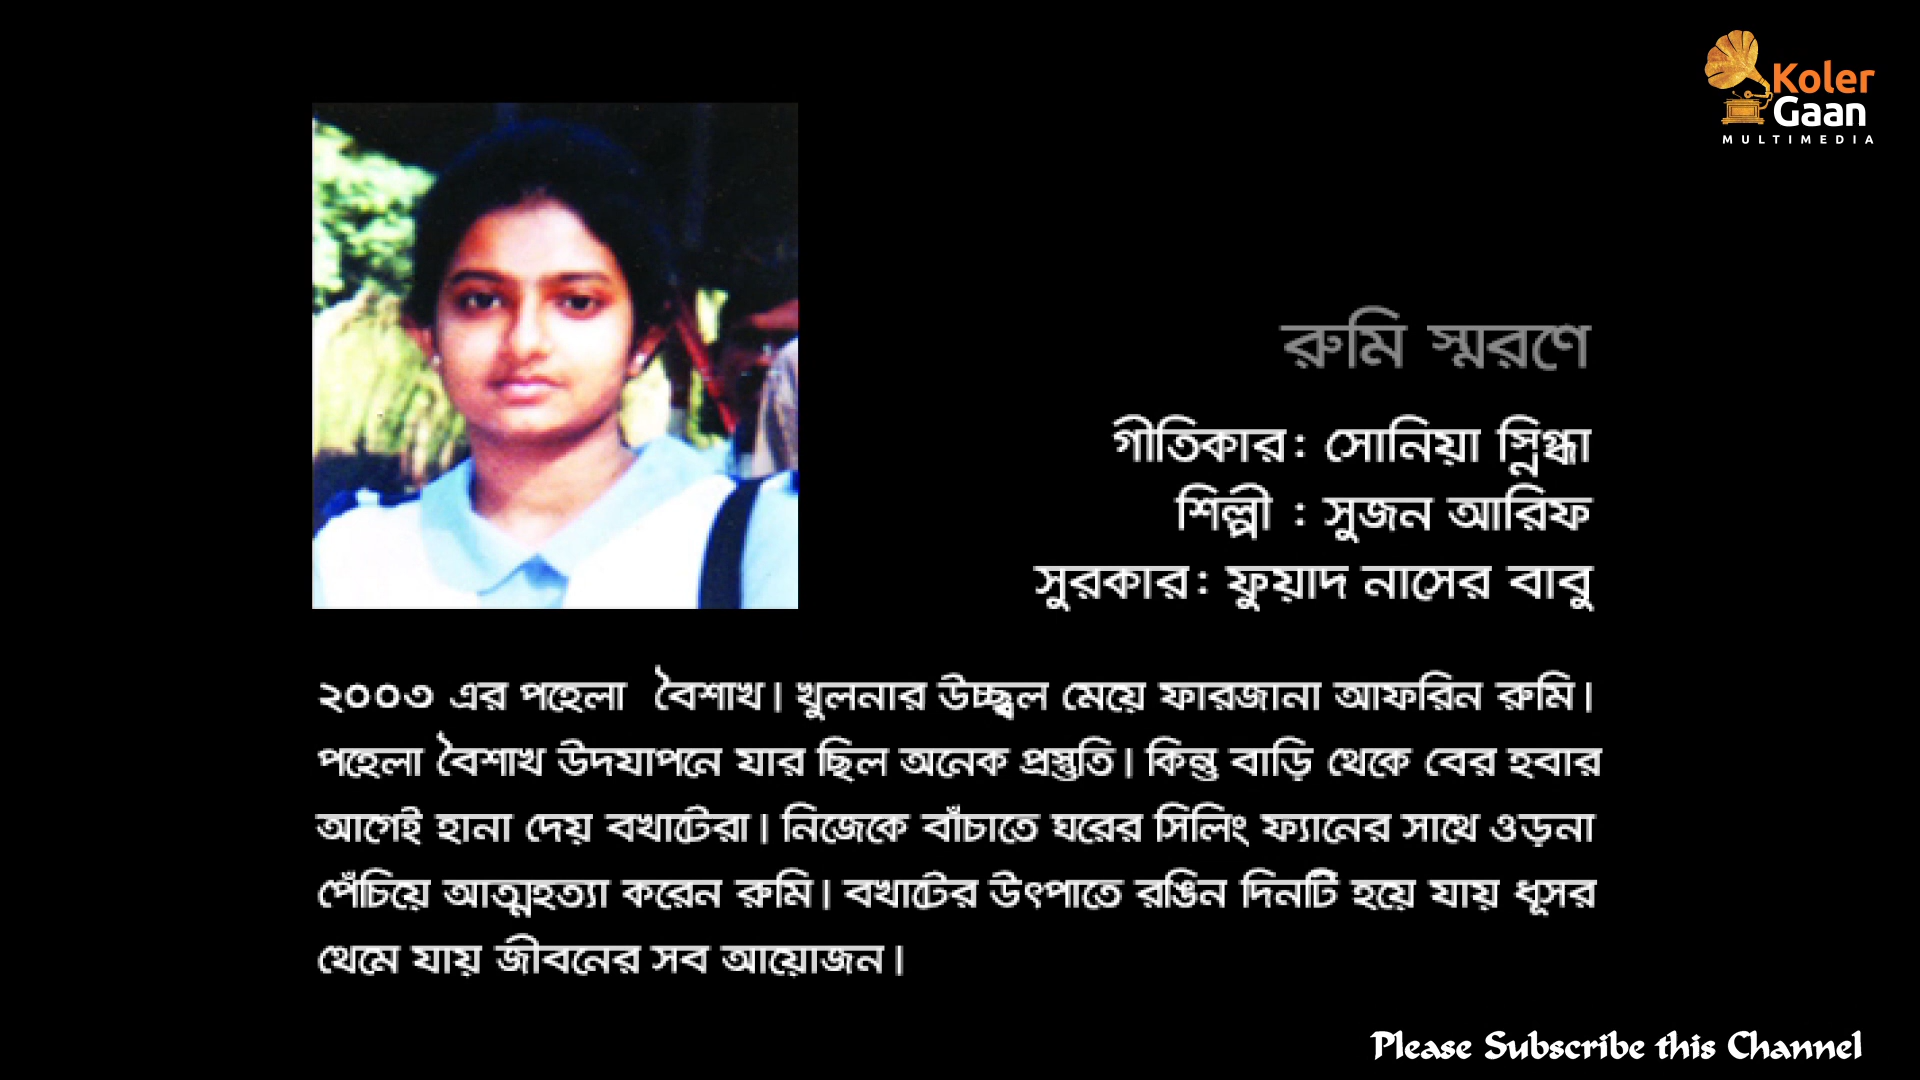 Koler
Gaan
MULTIMEDIA
রুমি স্মরণে
গীতিকার : সোনিয়া স্নিগ্ধা
শিল্পী : সুজন আরিফ
সুরকার : ফুয়াদ নাসের বাবু
২০০৩ এর পহেলা বৈশাখ। খুলনার উচ্ছ্বল মেয়ে ফারজানা আফরিন রুমি।
পহেলা বৈশাখ উদযাপনে যার ছিল অনেক প্রস্তুতি। কিন্তু বাড়ি থেকে বের হবার
আগেই হানা দেয় বখাটেরা। নিজেকে বাঁচাতে ঘরের সিলিং ফ্যানের সাথে ওড়না
পেঁচিয়ে আত্মহত্যা করেন রুমি। বখাটের উৎপাতে রঙিন দিনটি হয়ে যায় ধূসর
থেমে যায় জীবনের সব আয়োজন।
Please Subscribe this Channel